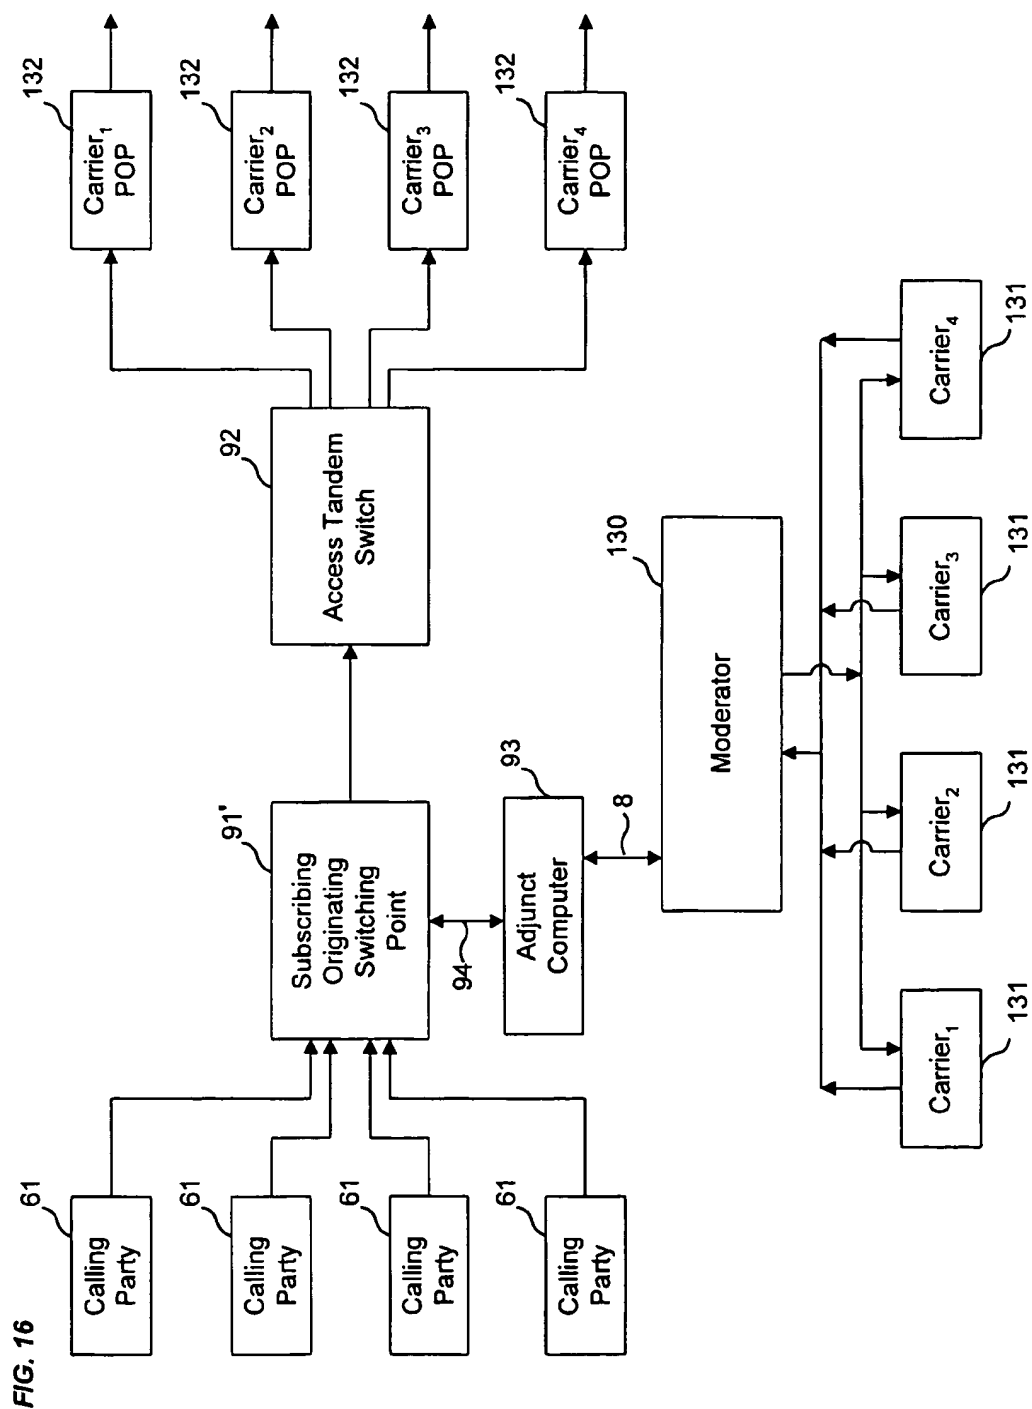 FIG. 16
61
Calling
Party
61
Calling
Party
61
Calling
Party
61
Calling
Party
91'
Subscribing
Originating
Switching
Point
94
93
Adjunct
Computer
8
92
Access Tandem
Switch
132
Carrier₁
POP
132
Carrier₂
POP
132
Carrier₃
POP
132
Carrier₄
POP
130
Moderator
Carrier₁
131
Carrier₂
131
Carrier₃
131
Carrier₄
131